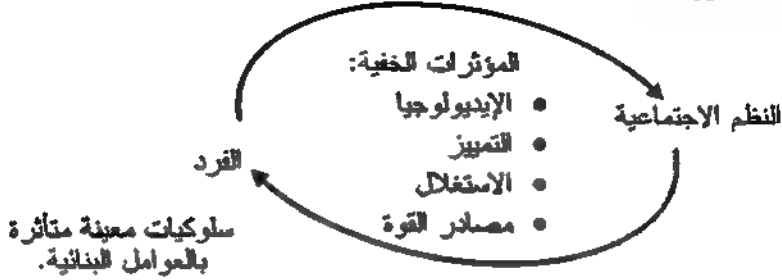 المؤثرات الخفية:
• الإيديولوجيا
• التمييز
• الاستغلال
• مصادر القوة
النظم الاجتماعية
الفرد
سلوكيات معينة متأثرة
بالعوامل البنائية.